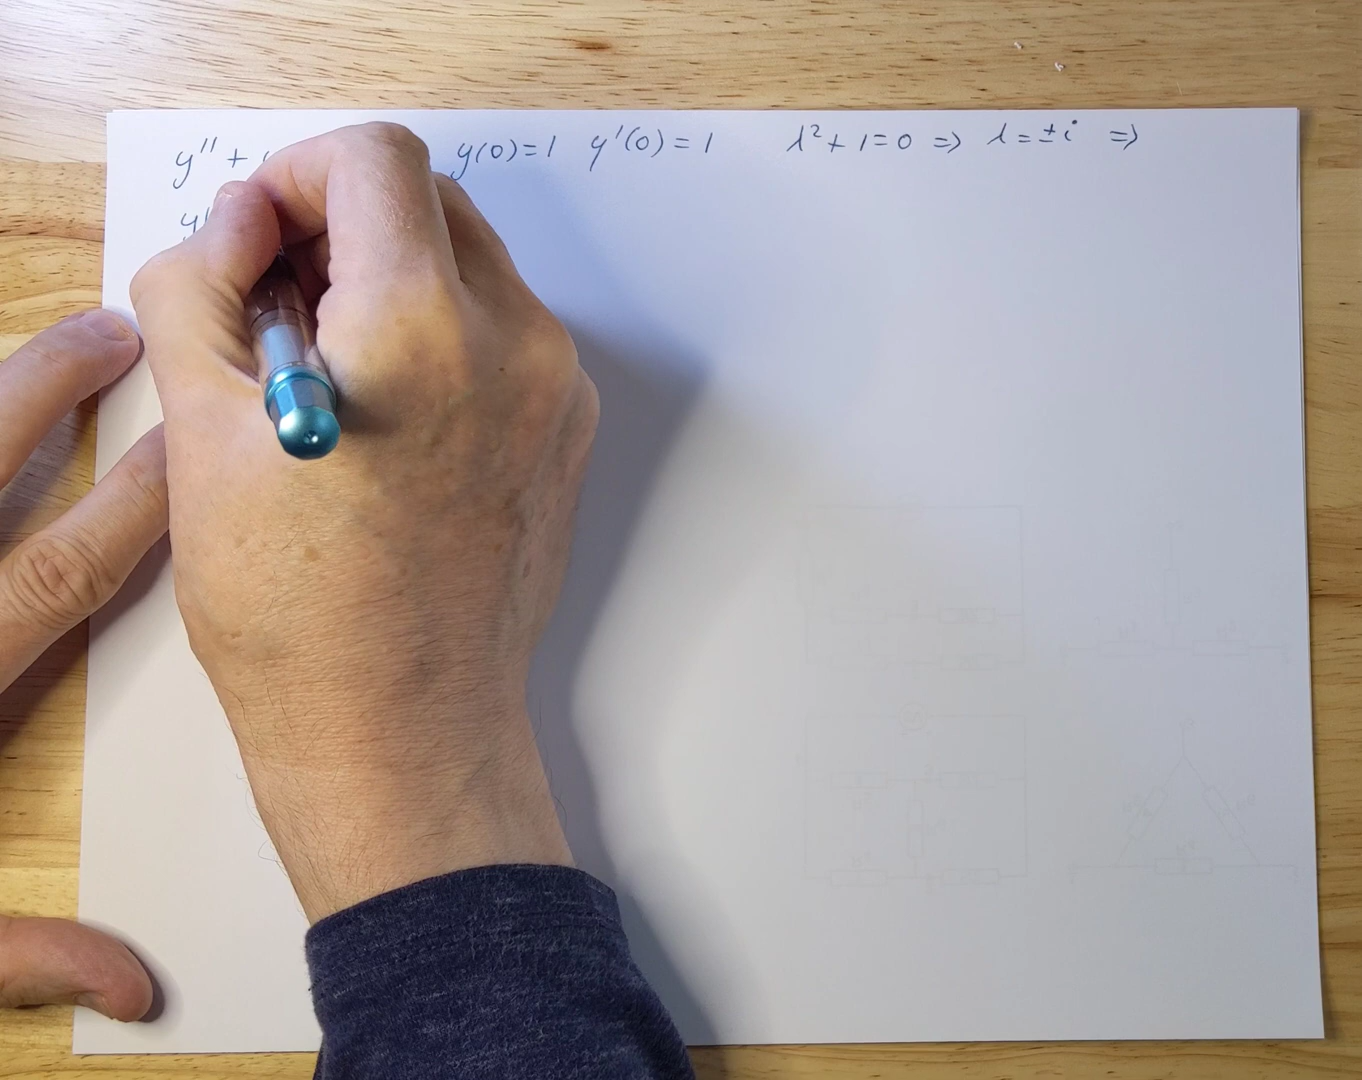 y'' + y(0)=1 y'(0)=1 λ²+1=0 => λ=±i =>